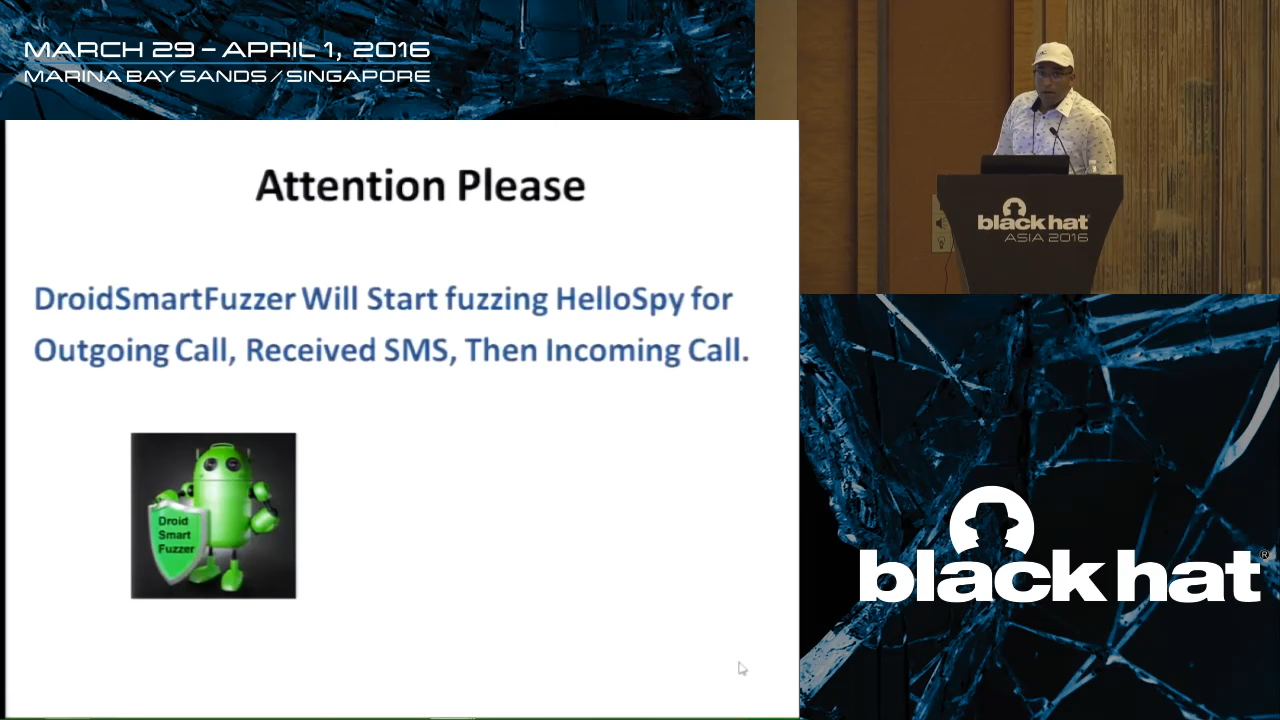 MARCH 29 – APRIL 1, 2016
MARINA BAY SANDS / SINGAPORE
Attention Please
DroidSmartFuzzer Will Start fuzzing HelloSpy for
Outgoing Call, Received SMS, Then Incoming Call.
Droid
Smart
Fuzzer
black hat
ASIA 2016
black hat®